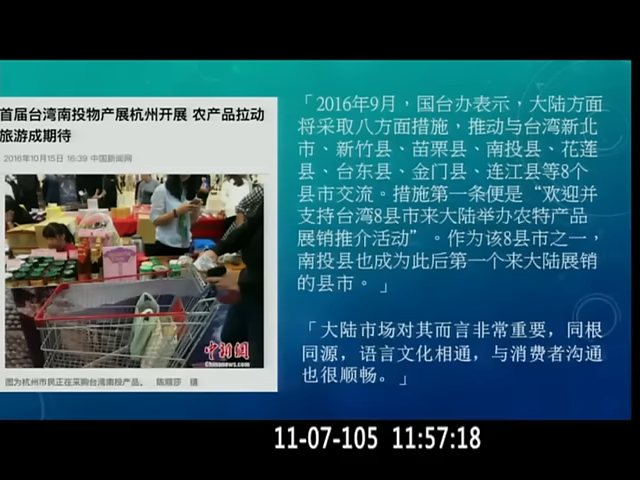 首届台湾南投物产展杭州开展 农产品拉动
旅游成期待
2016年10月15日 16:39 中国新闻网
中新網
Chinanews.com
图为杭州市民正在采购台湾南投产品。
「2016年9月，国台办表示，大陆方面
将采取八方面措施，推动与台湾新北
市、新竹县、苗栗县、南投县、花莲
县、台东县、金门县、连江县等8个
县市交流。措施第一条便是“欢迎并
支持台湾8县市来大陆举办农特产品
展销推介活动”。作为该8县市之一，
南投县也成为此后第一个来大陆展销
的县市。」
「大陆市场对其而言非常重要，同根
同源，语言文化相通，与消费者沟通
也很顺畅。」
11-07-105 11:57:18